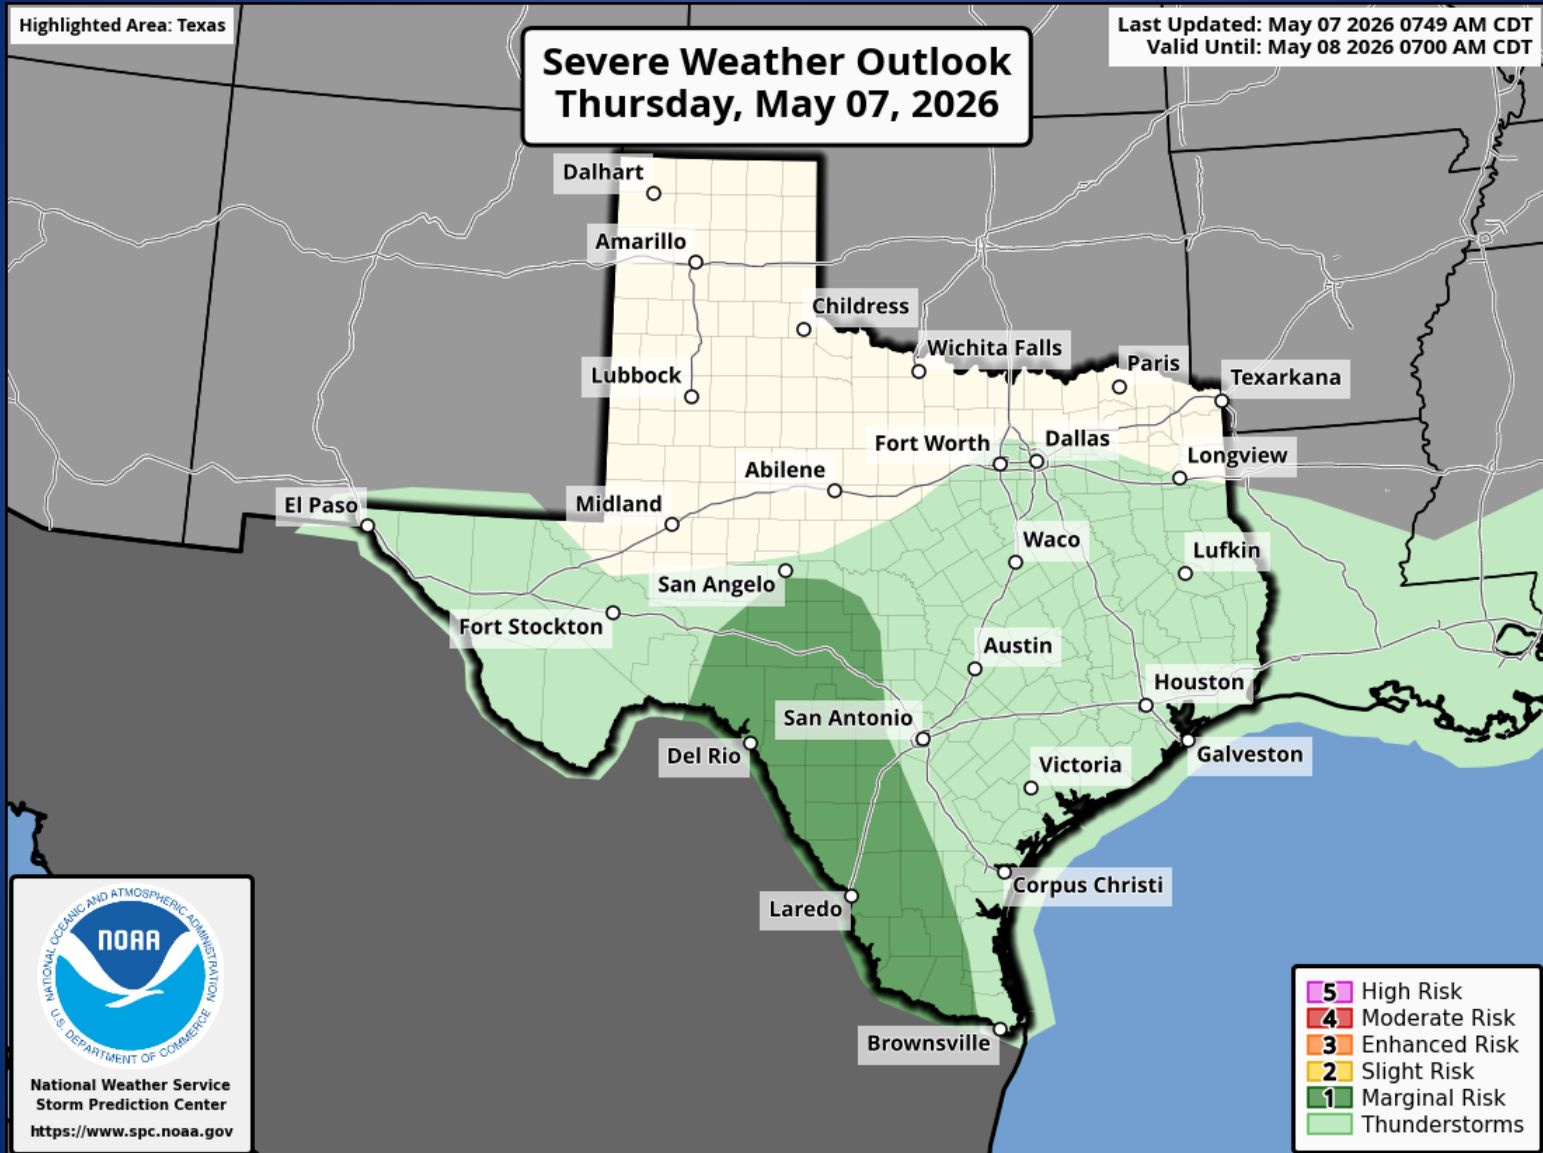 Highlighted Area: Texas
Last Updated: May 07 2026 0749 AM CDT
Valid Until: May 08 2026 0700 AM CDT
Severe Weather Outlook
Thursday, May 07, 2026
Dalhart
Amarillo
Childress
Wichita Falls
Paris
Texarkana
Lubbock
Fort Worth
Dallas
Longview
Abilene
Midland
El Paso
Waco
Lufkin
San Angelo
Fort Stockton
Austin
Houston
San Antonio
Del Rio
Victoria
Galveston
Corpus Christi
Laredo
Brownsville
NATIONAL OCEANIC AND ATMOSPHERIC ADMINISTRATION
NOAA
U.S. DEPARTMENT OF COMMERCE
National Weather Service
Storm Prediction Center
https://www.spc.noaa.gov
5 High Risk
4 Moderate Risk
3 Enhanced Risk
2 Slight Risk
1 Marginal Risk
Thunderstorms